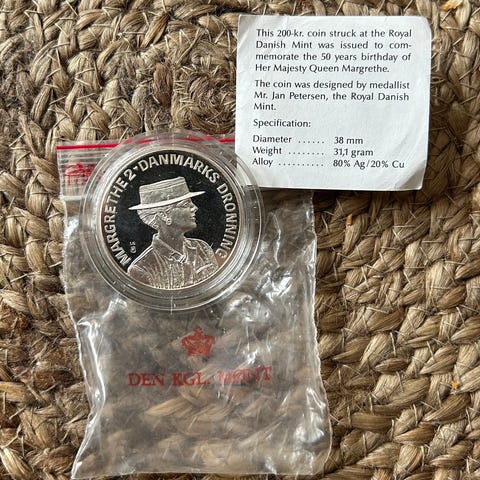 This 200-kr. coin struck at the Royal
Danish Mint was issued to com-
memorate the 50 years birthday of
Her Majesty Queen Margrethe.
The coin was designed by medallist
Mr. Jan Petersen, the Royal Danish
Mint.
Specification:
Diameter ...... 38 mm
Weight ........ 31,1 gram
Alloy .......... 80% Ag/20% Cu
MARGRETHE 2·DANMARKS DRONNING
DEN KGL. MØNT